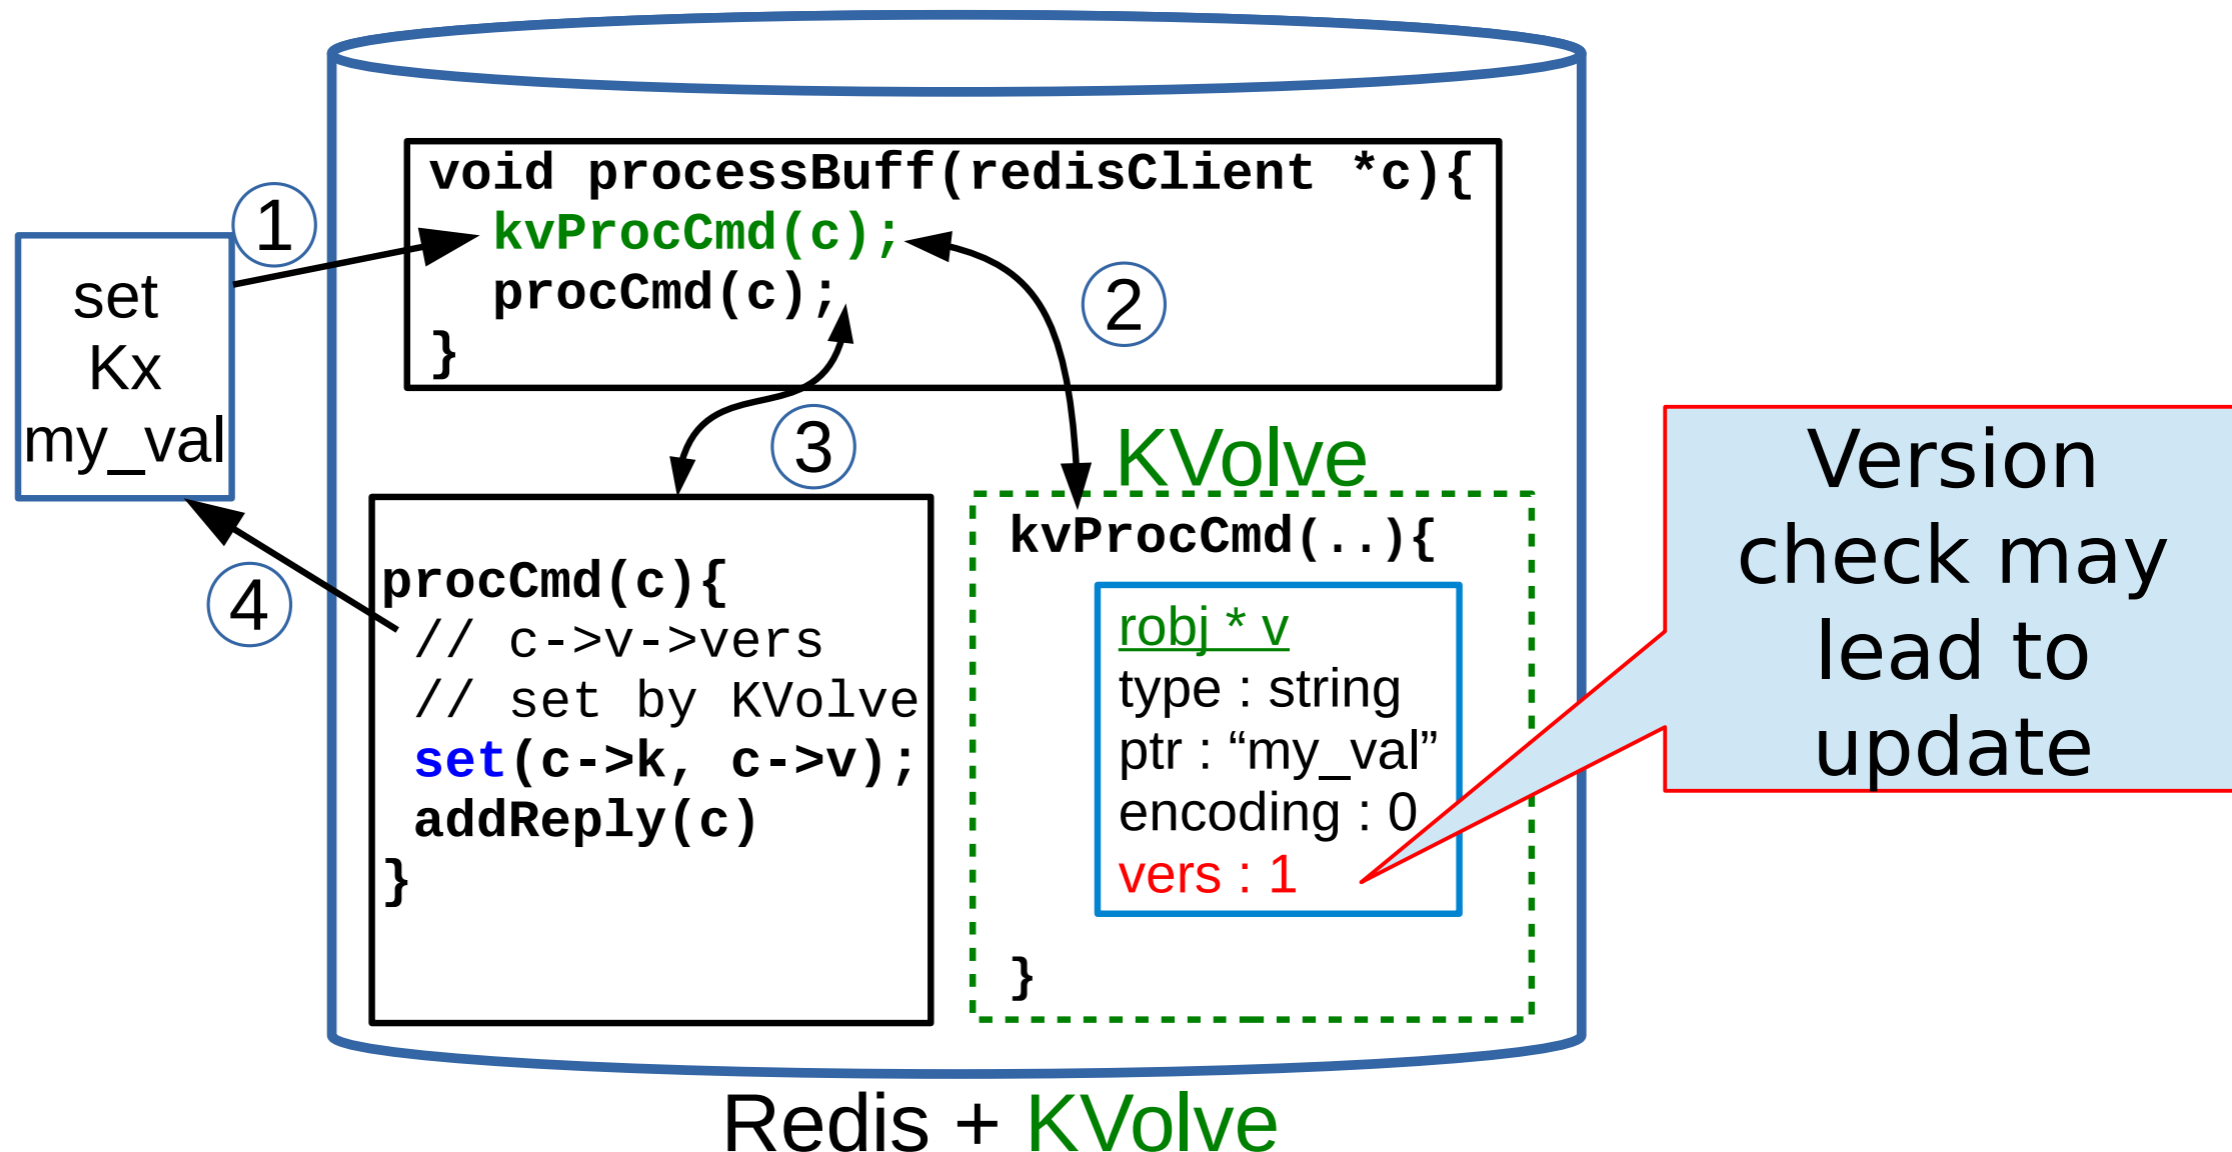 void processBuff(redisClient *c){
kvProcCmd(c);
procCmd(c);
}
1
set
Kx
my_val
2
3
4
procCmd(c){
// c->v->vers
// set by KVolve
set(c->k, c->v);
addReply(c)
}
KVolve
kvProcCmd(..){
robj * v
type : string
ptr : “my_val”
encoding : 0
vers : 1
}
Version
check may
lead to
update
Redis + KVolve